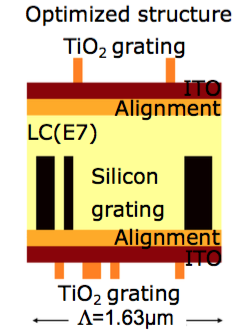 Optimized structure
TiO₂ grating
ITO
Alignment
LC(E7)
Silicon
grating
Alignment
ITO
TiO₂ grating
Λ=1.63μm